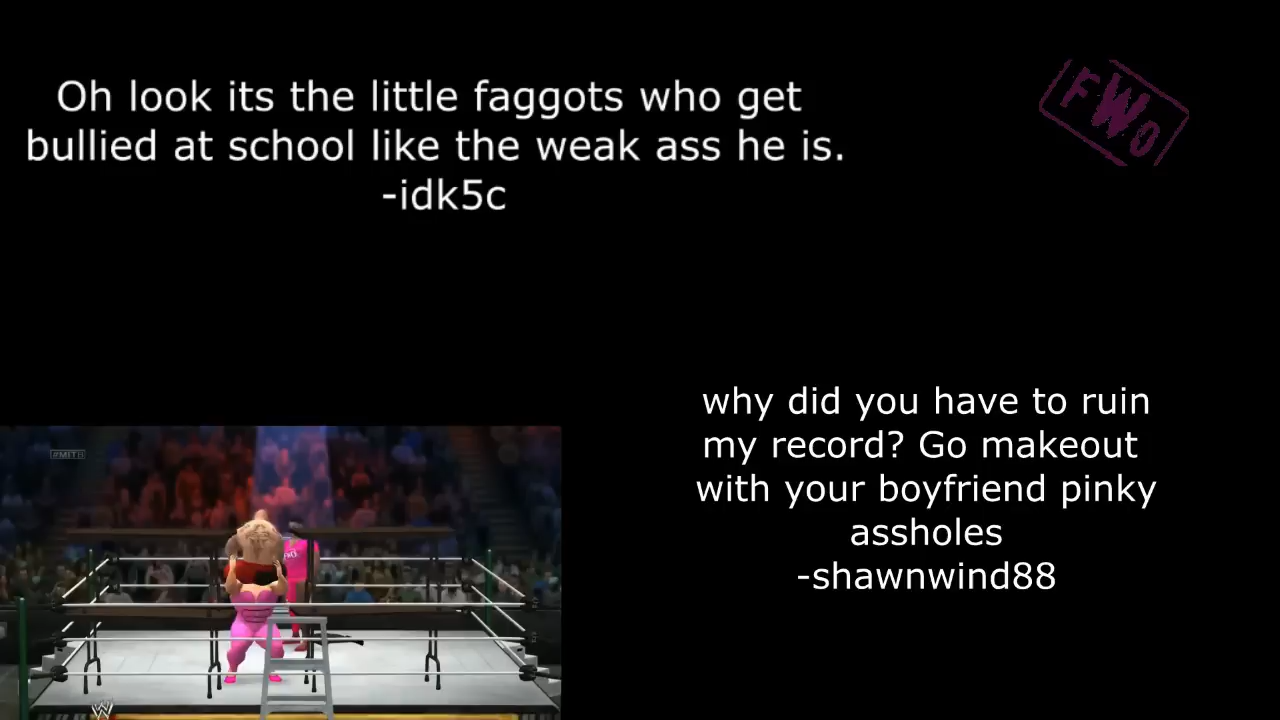 Oh look its the little faggots who get
bullied at school like the weak ass he is.
-idk5c
FWO
why did you have to ruin
my record? Go makeout
with your boyfriend pinky
assholes
-shawnwind88
#MITB
W